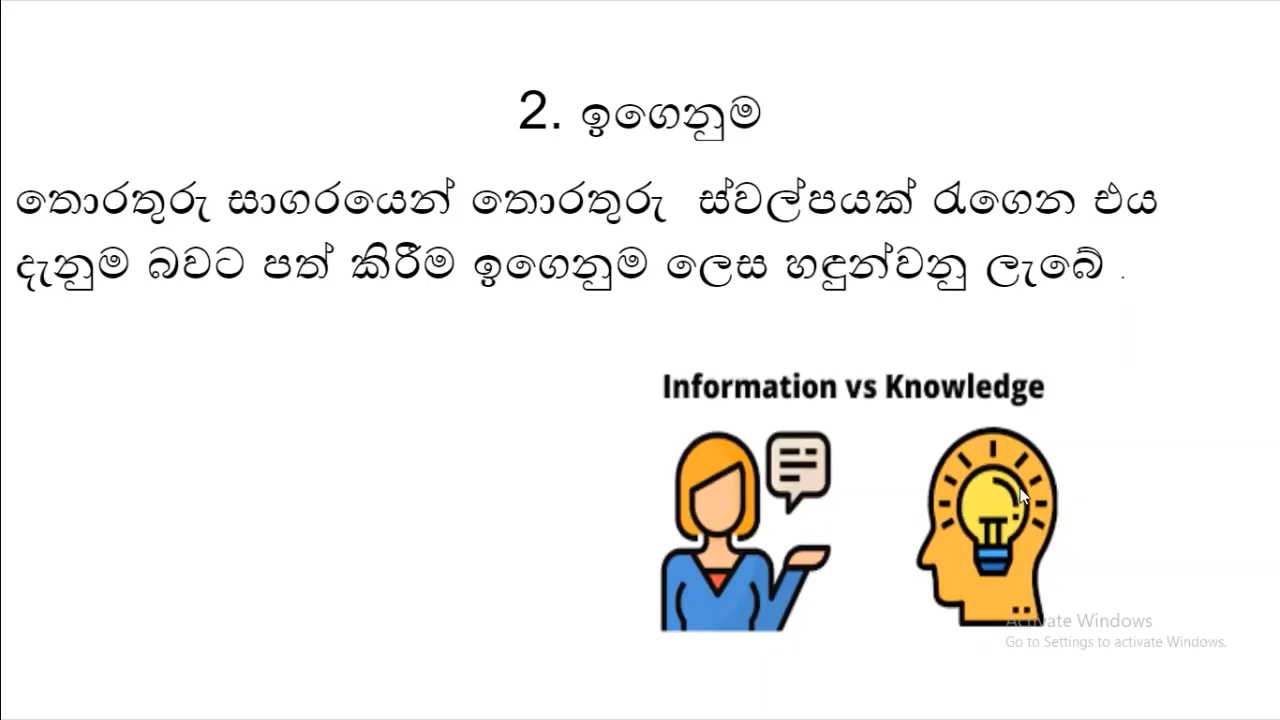 2. ඉගෙනුම
තොරතුරු සාගරයෙන් තොරතුරු ස්වල්පයක් රැගෙන එය
දැනුම බවට පත් කිරීම ඉගෙනුම ලෙස හඳුන්වනු ලැබේ .
Information vs Knowledge
Activate Windows
Go to Settings to activate Windows.